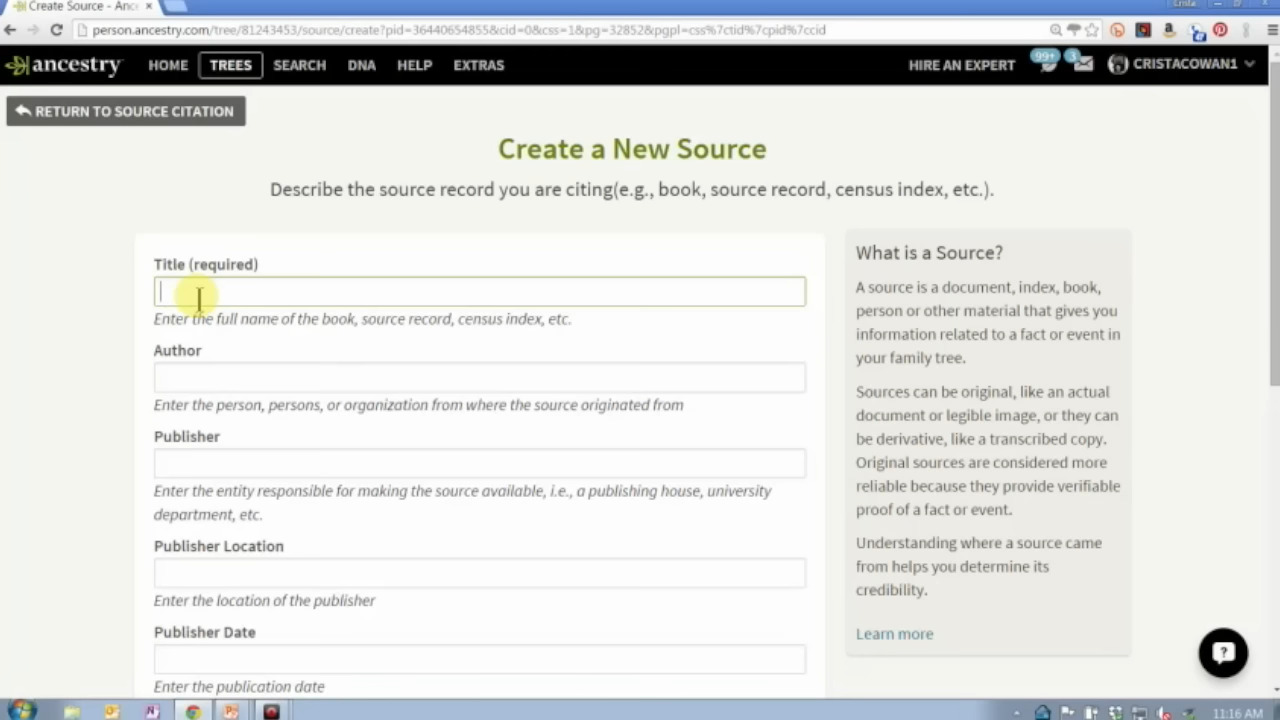 Create Source - Anc
Crista
person.ancestry.com/tree/81243453/source/create?pid=36440654855&cid=0&css=1&pg=32852&pgpl=css%7ctid%7cpid%7ccid
ancestry HOME TREES SEARCH DNA HELP EXTRAS HIRE AN EXPERT 99+ 3 CRISTACOWAN1
RETURN TO SOURCE CITATION
Create a New Source
Describe the source record you are citing(e.g., book, source record, census index, etc.).
Title (required)
Enter the full name of the book, source record, census index, etc.
Author
Enter the person, persons, or organization from where the source originated from
Publisher
Enter the entity responsible for making the source available, i.e., a publishing house, university
department, etc.
Publisher Location
Enter the location of the publisher
Publisher Date
Enter the publication date
What is a Source?
A source is a document, index, book,
person or other material that gives you
information related to a fact or event in
your family tree.
Sources can be original, like an actual
document or legible image, or they can
be derivative, like a transcribed copy.
Original sources are considered more
reliable because they provide verifiable
proof of a fact or event.
Understanding where a source came
from helps you determine its
credibility.
Learn more
11:16 AM